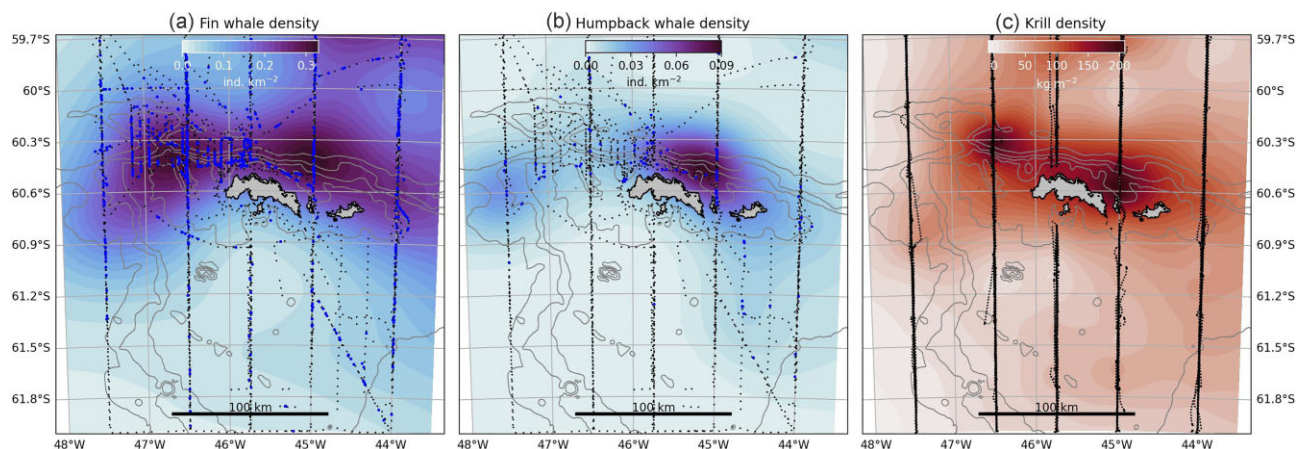 (a) Fin whale density
(b) Humpback whale density
(c) Krill density
59.7°S
60°S
60.3°S
60.6°S
60.9°S
61.2°S
61.5°S
61.8°S
0.0 0.1 0.2 0.3
ind. km⁻²
100 km
48°W 47°W 46°W 45°W 44°W
0.00 0.03 0.06 0.09
ind. km⁻²
100 km
48°W 47°W 46°W 45°W 44°W
0 50 100 150 200
kg m⁻²
100 km
48°W 47°W 46°W 45°W 44°W
59.7°S
60°S
60.3°S
60.6°S
60.9°S
61.2°S
61.5°S
61.8°S